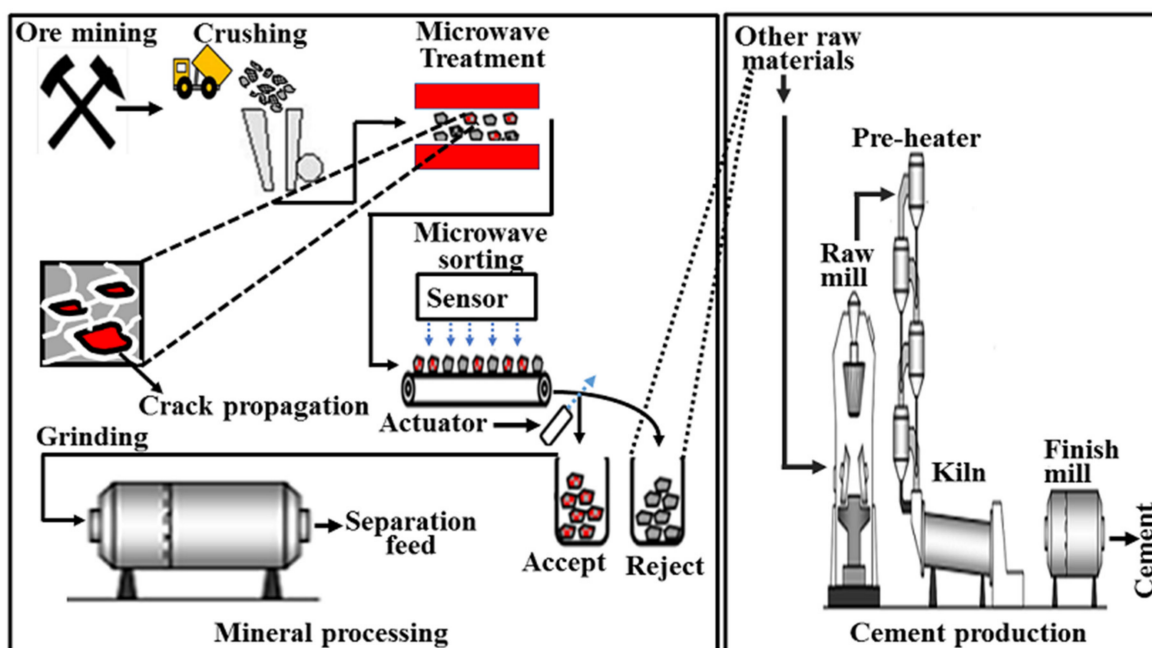 Ore mining
Crushing
Microwave
Treatment
Microwave
sorting
Sensor
Crack propagation
Actuator
Grinding
Separation
feed
Accept
Reject
Mineral processing
Other raw
materials
Pre-heater
Raw
mill
Kiln
Finish
mill
Cement
Cement production